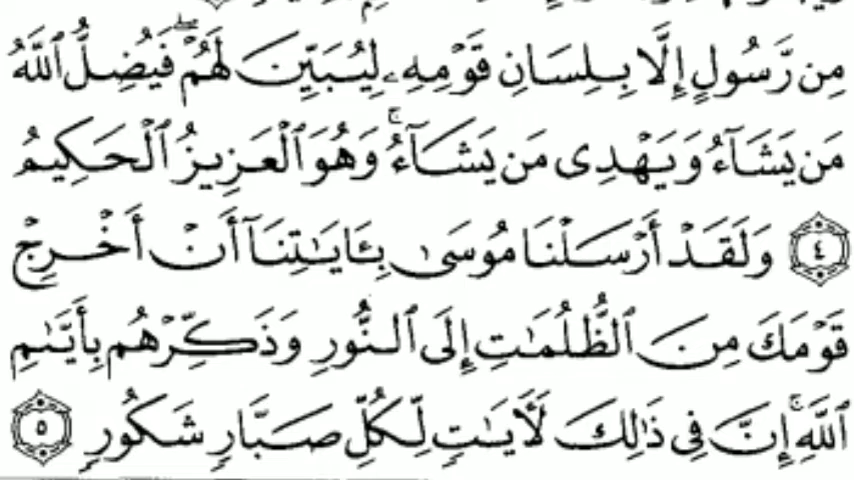 مِن رَّسُولٍ إِلَّا بِلِسَانِ قَوْمِهِۦ لِيُبَيِّنَ لَهُمْ ۖ فَيُضِلُّ ٱللَّهُ
مَن يَشَآءُ وَيَهْدِى مَن يَشَآءُ ۚ وَهُوَ ٱلْعَزِيزُ ٱلْحَكِيمُ
٤ وَلَقَدْ أَرْسَلْنَا مُوسَىٰ بِـَٔايَـٰتِنَآ أَنْ أَخْرِجْ
قَوْمَكَ مِنَ ٱلظُّلُمَـٰتِ إِلَى ٱلنُّورِ وَذَكِّرْهُم بِأَيَّىٰمِ
ٱللَّهِ ۚ إِنَّ فِى ذَٰلِكَ لَـَٔايَـٰتٍ لِّكُلِّ صَبَّارٍ شَكُورٍ ٥